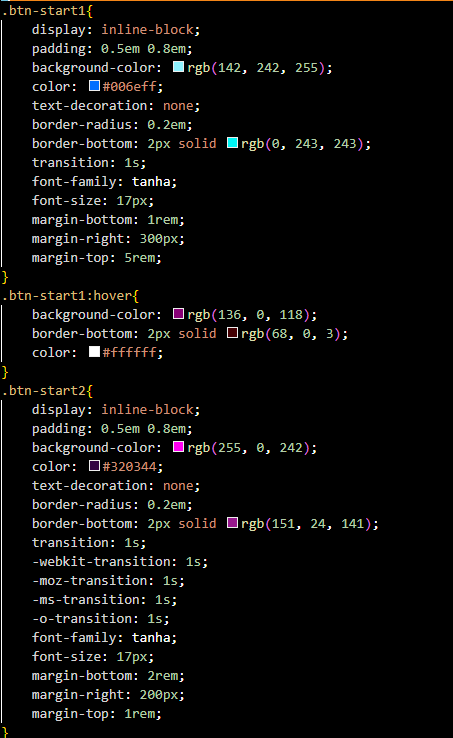 .btn-start1{
display: inline-block;
padding: 0.5em 0.8em;
background-color: rgb(142, 242, 255);
color: #006eff;
text-decoration: none;
border-radius: 0.2em;
border-bottom: 2px solid rgb(0, 243, 243);
transition: 1s;
font-family: tanha;
font-size: 17px;
margin-bottom: 1rem;
margin-right: 300px;
margin-top: 5rem;
}
.btn-start1:hover{
background-color: rgb(136, 0, 118);
border-bottom: 2px solid rgb(68, 0, 3);
color: #ffffff;
}
.btn-start2{
display: inline-block;
padding: 0.5em 0.8em;
background-color: rgb(255, 0, 242);
color: #320344;
text-decoration: none;
border-radius: 0.2em;
border-bottom: 2px solid rgb(151, 24, 141);
transition: 1s;
-webkit-transition: 1s;
-moz-transition: 1s;
-ms-transition: 1s;
-o-transition: 1s;
font-family: tanha;
font-size: 17px;
margin-bottom: 2rem;
margin-right: 200px;
margin-top: 1rem;
}